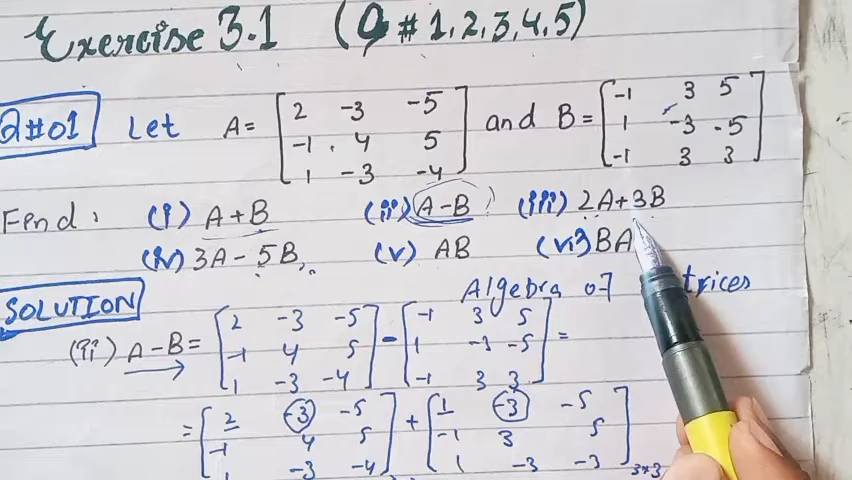 Exercise 3.1 (Q # 1,2,3,4,5)
Q#01 Let A= [ 2 -3 -5 and B= [ -1 3 5
-1 4 5 1 -3 -5
1 -3 -4 ] -1 3 3 ]
Find: (i) A+B (ii) A-B (iii) 2A+3B
(iv) 3A-5B, (v) AB (vi) BA
SOLUTION Algebra of trices
(ii) A-B= [ 2 -3 -5 - [ -1 3 5 =
-1 4 5 1 -3 -5
1 -3 -4 ] -1 3 3 ]
= [ 2 -3 -5 + [ 1 -3 -5
-1 4 5 -1 3 5
1 -3 -4 ] 1 -3 -3 ] 3*3